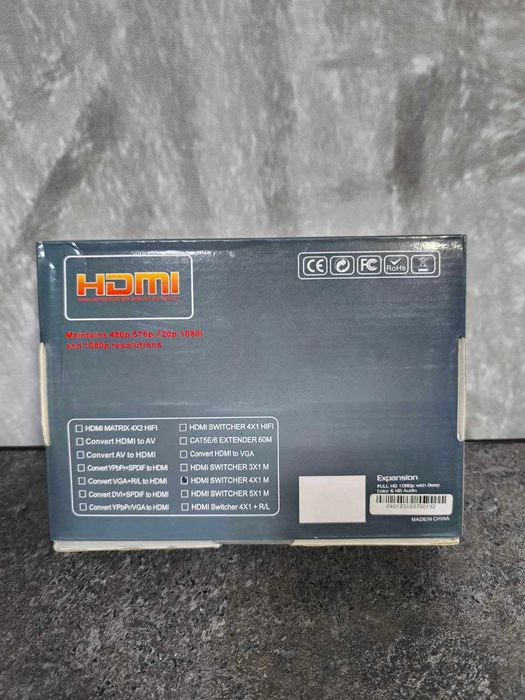 HDMI
CE FC RoHS
Maintains 480p 576p 720p 1080i
and 1080p resolutions
HDMI MATRIX 4X2 HIFI
Convert HDMI to AV
Convert AV to HDMI
Convert YPbPr+SPDIF to HDMI
Convert VGA+R/L to HDMI
Convert DVI+SPDIF to HDMI
Convert YPbPr/VGA to HDMI
HDMI SWITCHER 4X1 HIFI
CAT5E/6 EXTENDER 60M
Convert HDMI to VGA
HDMI SWITCHER 3X1 M
HDMI SWITCHER 4X1 M
HDMI SWITCHER 5X1 M
HDMI Switcher 4X1 + R/L
Expansion
FULL HD 1080p with Deep
Color & HD Audio
MADE IN CHINA